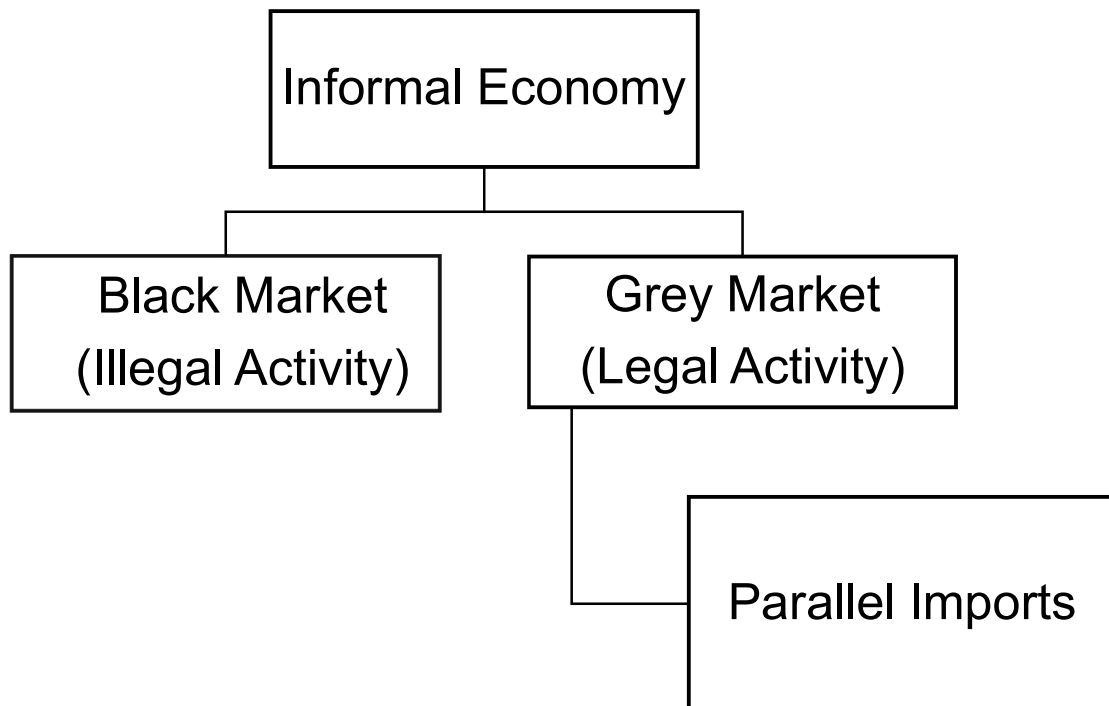 Informal Economy
Black Market
(Illegal Activity)
Grey Market
(Legal Activity)
Parallel Imports